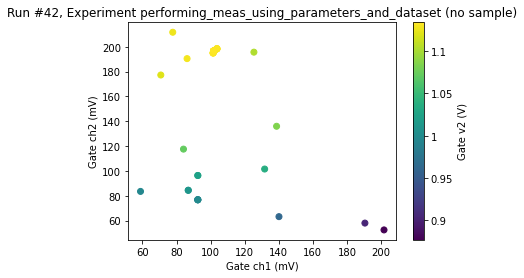 Run #42, Experiment performing_meas_using_parameters_and_dataset (no sample)
200
180
160
140
120
100
80
60
Gate ch2 (mV)
60 80 100 120 140 160 180 200
Gate ch1 (mV)
1.1
1.05
1
0.95
0.9
Gate v2 (V)